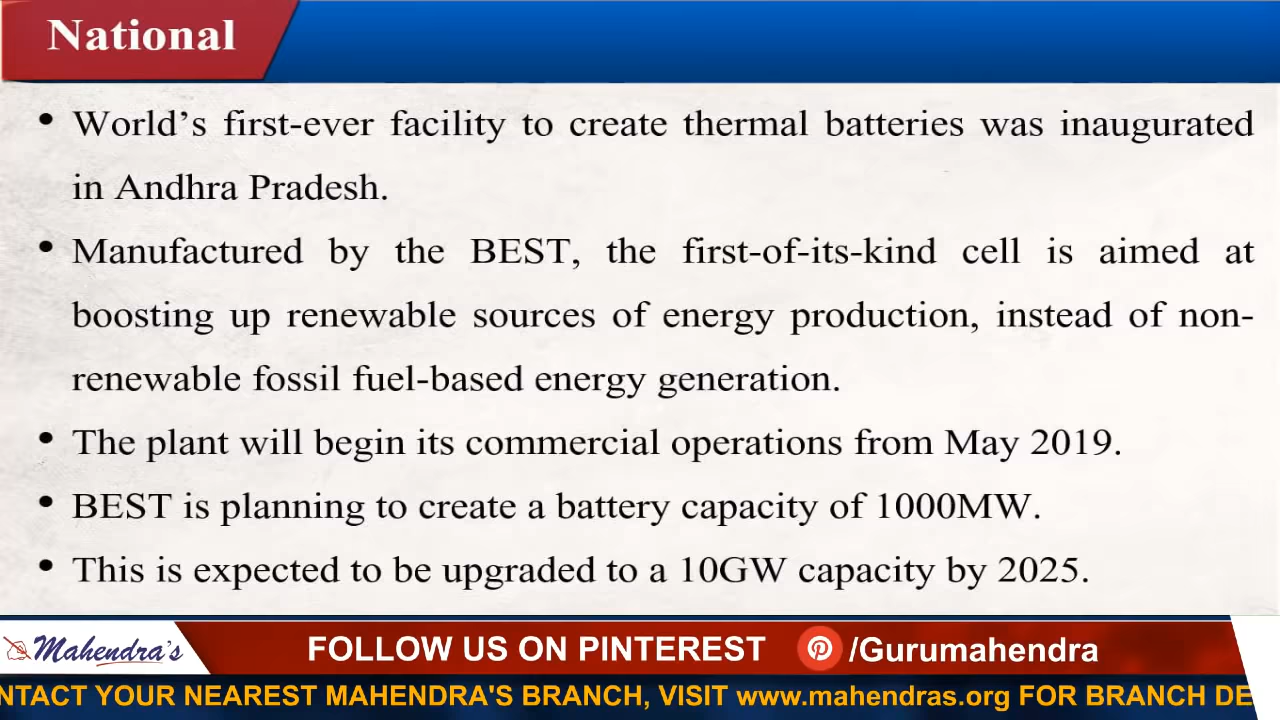 National
• World's first-ever facility to create thermal batteries was inaugurated
in Andhra Pradesh.
• Manufactured by the BEST, the first-of-its-kind cell is aimed at
boosting up renewable sources of energy production, instead of non-
renewable fossil fuel-based energy generation.
• The plant will begin its commercial operations from May 2019.
• BEST is planning to create a battery capacity of 1000MW.
• This is expected to be upgraded to a 10GW capacity by 2025.
Mahendra's FOLLOW US ON PINTEREST /Gurumahendra
NTACT YOUR NEAREST MAHENDRA'S BRANCH, VISIT www.mahendras.org FOR BRANCH DE